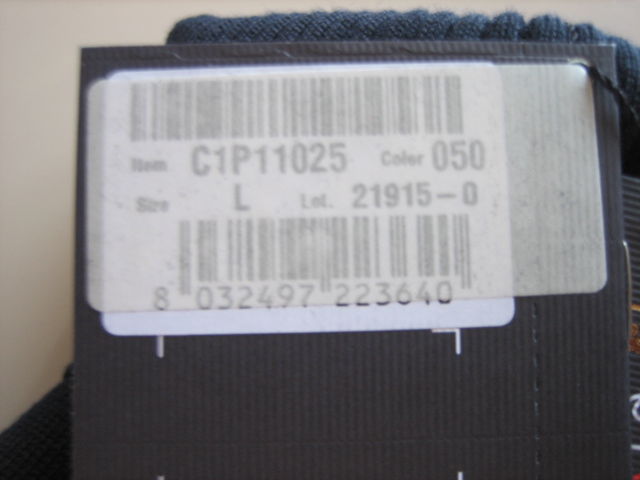 Item C1P11025 Color 050
Size L Lot. 21915-0
8 032497 223640